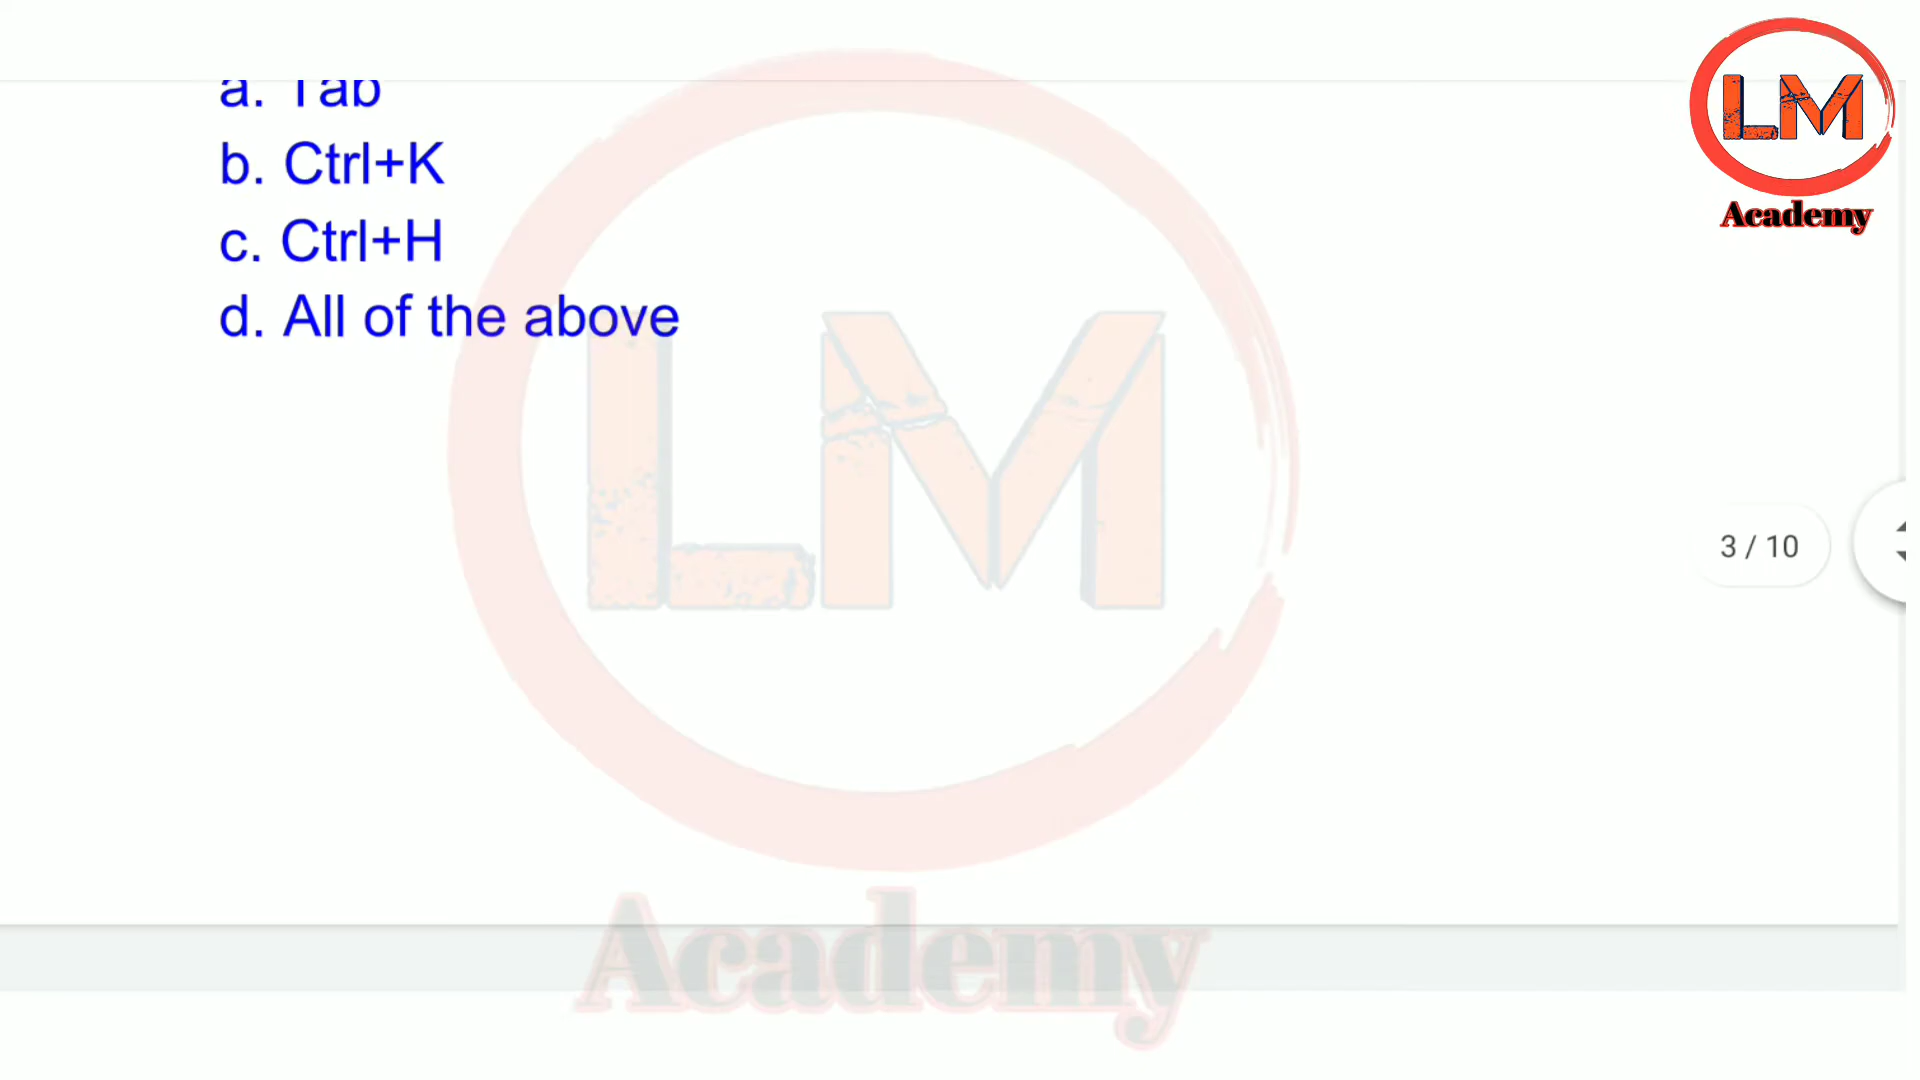 LM
Academy
a. Tab
b. Ctrl+K
c. Ctrl+H
d. All of the above
LM
3 / 10
Academy